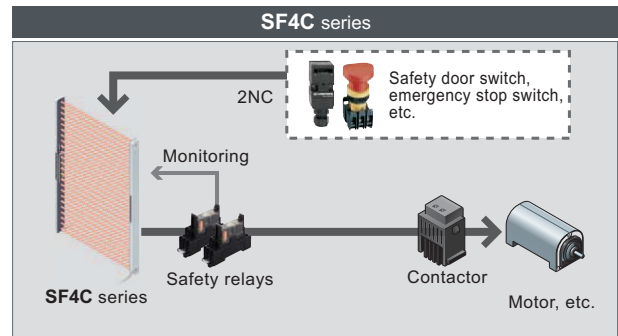 SF4C series
2NC
Safety door switch,
emergency stop switch,
etc.
Monitoring
Safety relays
Contactor
SF4C series
Motor, etc.